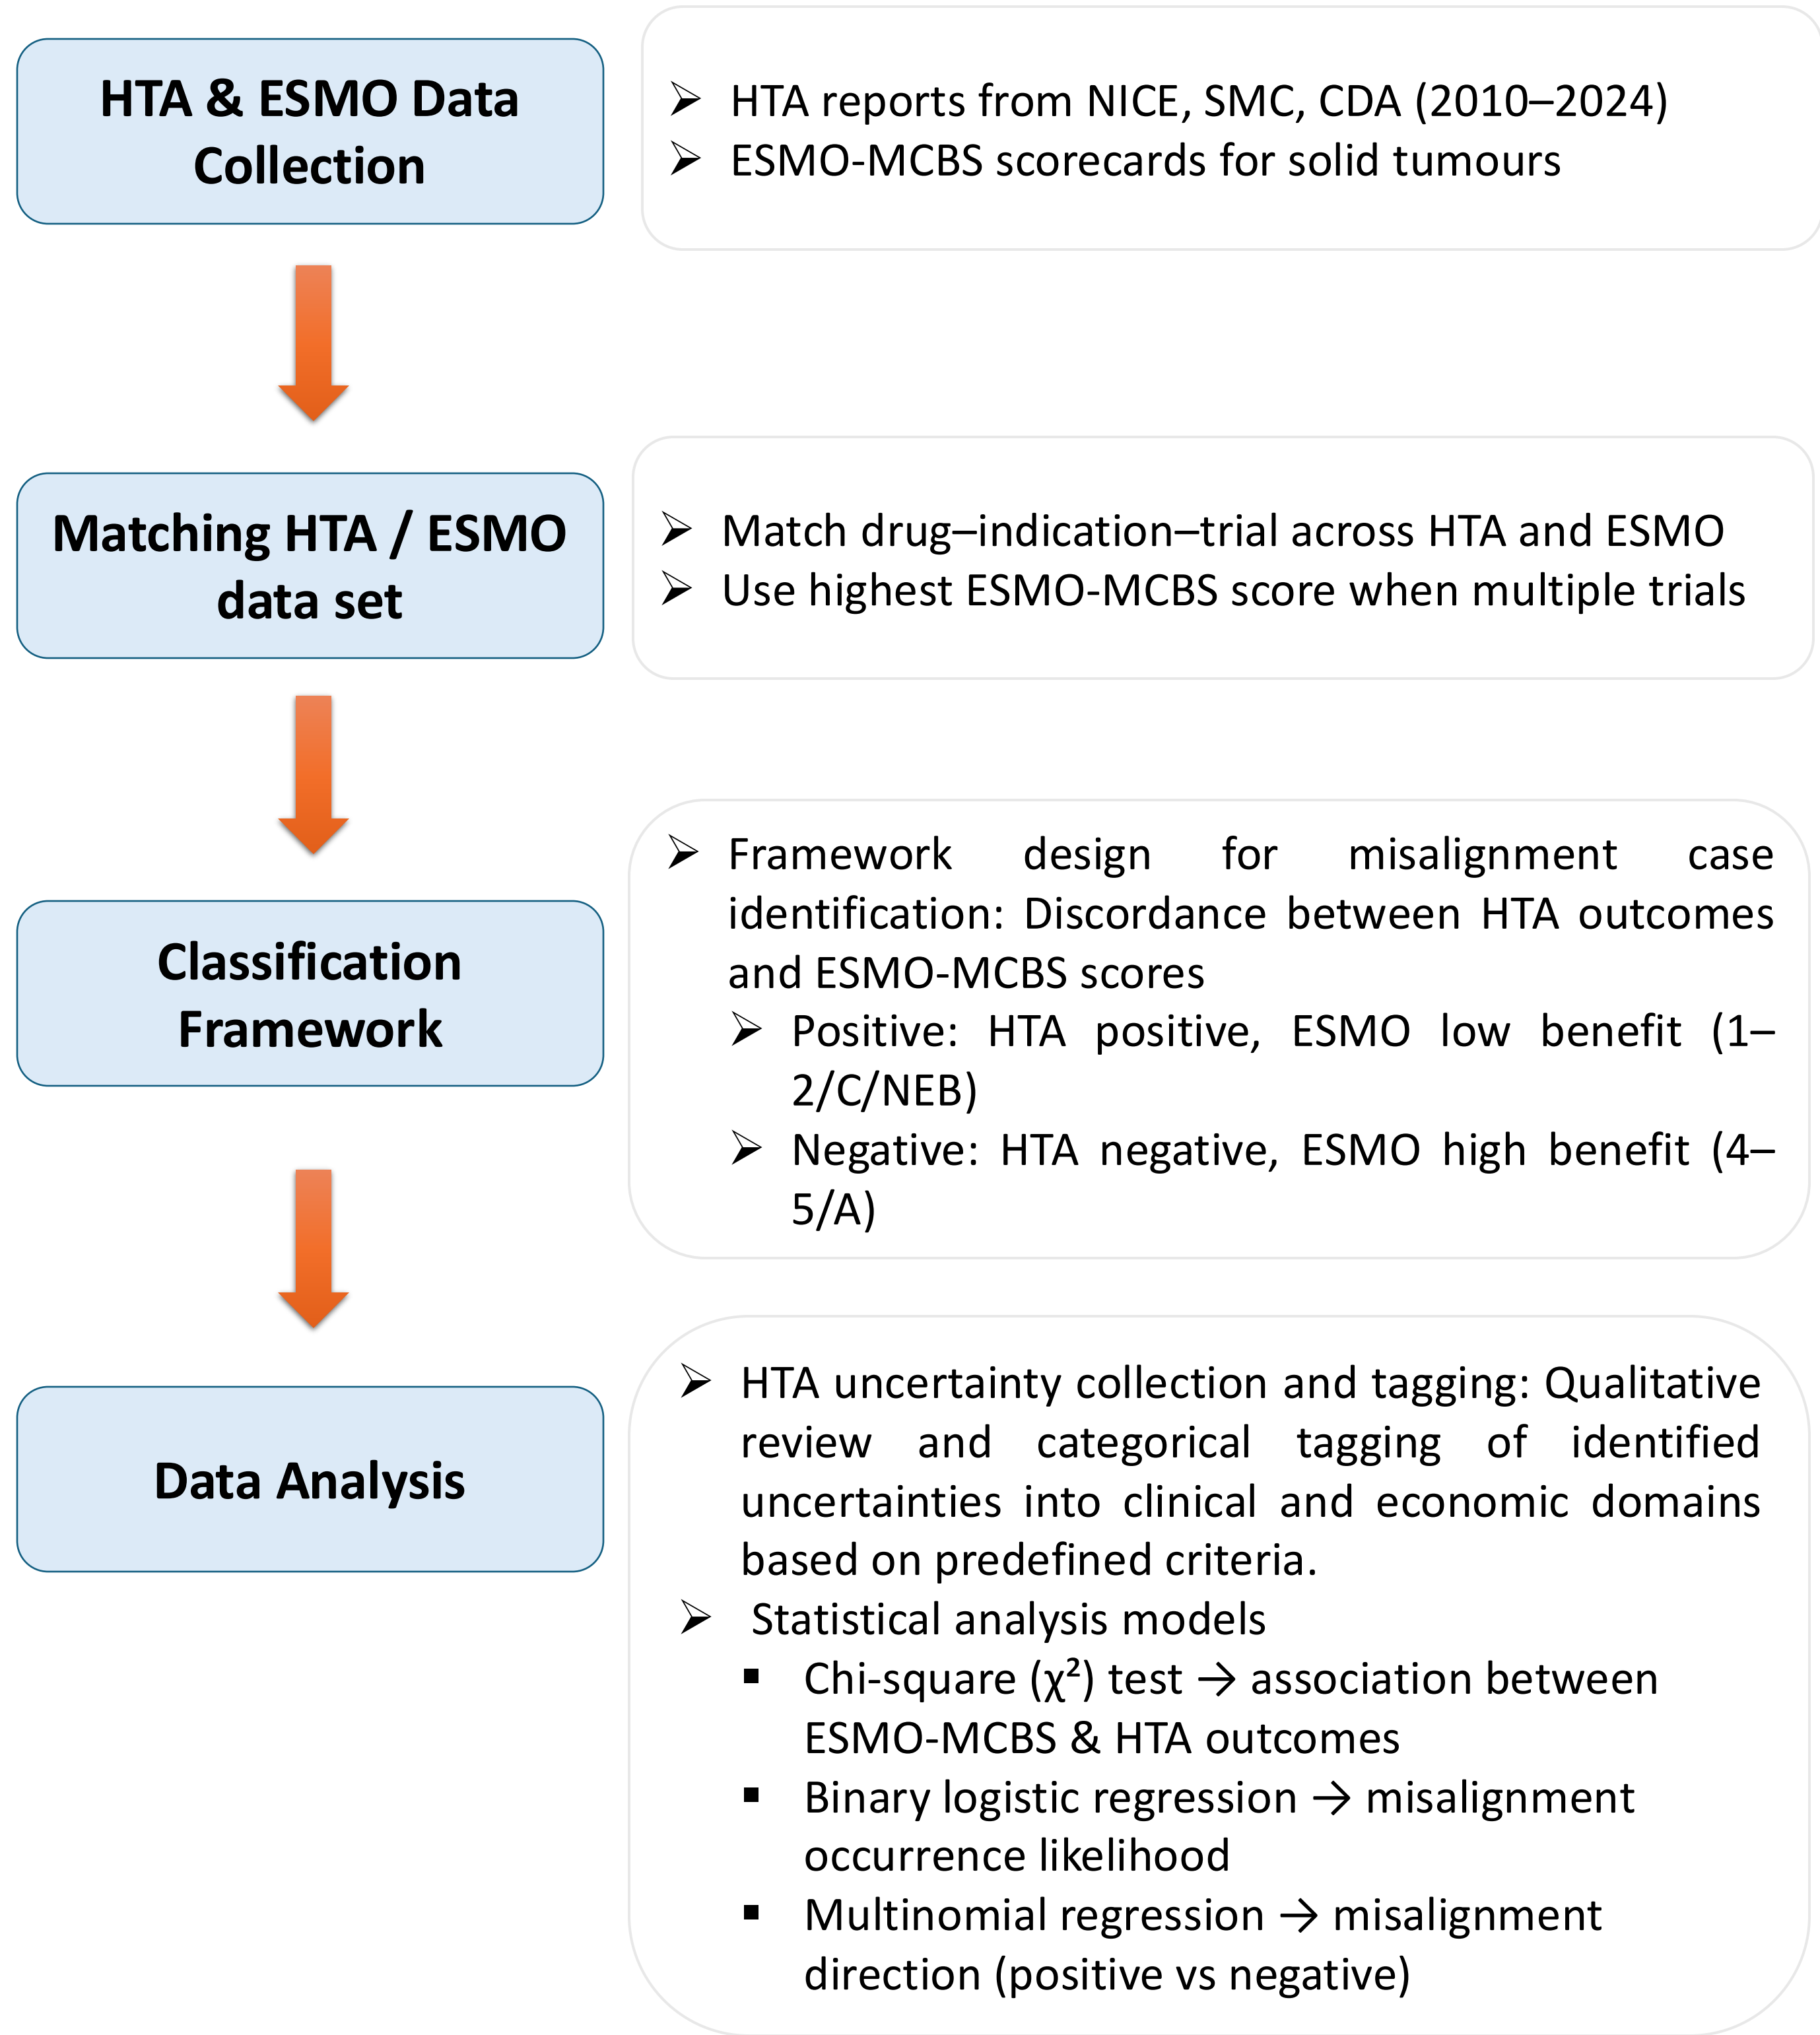 HTA & ESMO Data
Collection
➢ HTA reports from NICE, SMC, CDA (2010–2024)
➢ ESMO-MCBS scorecards for solid tumours
Matching HTA / ESMO
data set
➢ Match drug–indication–trial across HTA and ESMO
➢ Use highest ESMO-MCBS score when multiple trials
Classification
Framework
➢ Framework design for misalignment case
identification: Discordance between HTA outcomes
and ESMO-MCBS scores
➢ Positive: HTA positive, ESMO low benefit (1–
2/C/NEB)
➢ Negative: HTA negative, ESMO high benefit (4–
5/A)
Data Analysis
➢ HTA uncertainty collection and tagging: Qualitative
review and categorical tagging of identified
uncertainties into clinical and economic domains
based on predefined criteria.
➢ Statistical analysis models
▪ Chi-square (χ²) test → association between
ESMO-MCBS & HTA outcomes
▪ Binary logistic regression → misalignment
occurrence likelihood
▪ Multinomial regression → misalignment
direction (positive vs negative)